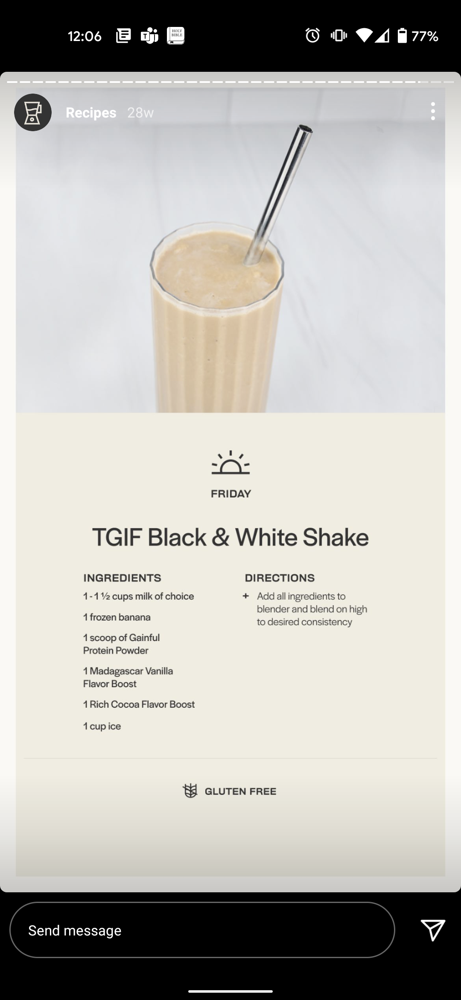 12:06
HOLY
BIBLE
77%
Recipes 28w
FRIDAY
TGIF Black & White Shake
INGREDIENTS
1 - 1 ½ cups milk of choice
1 frozen banana
1 scoop of Gainful
Protein Powder
1 Madagascar Vanilla
Flavor Boost
1 Rich Cocoa Flavor Boost
1 cup ice
DIRECTIONS
+ Add all ingredients to
blender and blend on high
to desired consistency
GLUTEN FREE
Send message